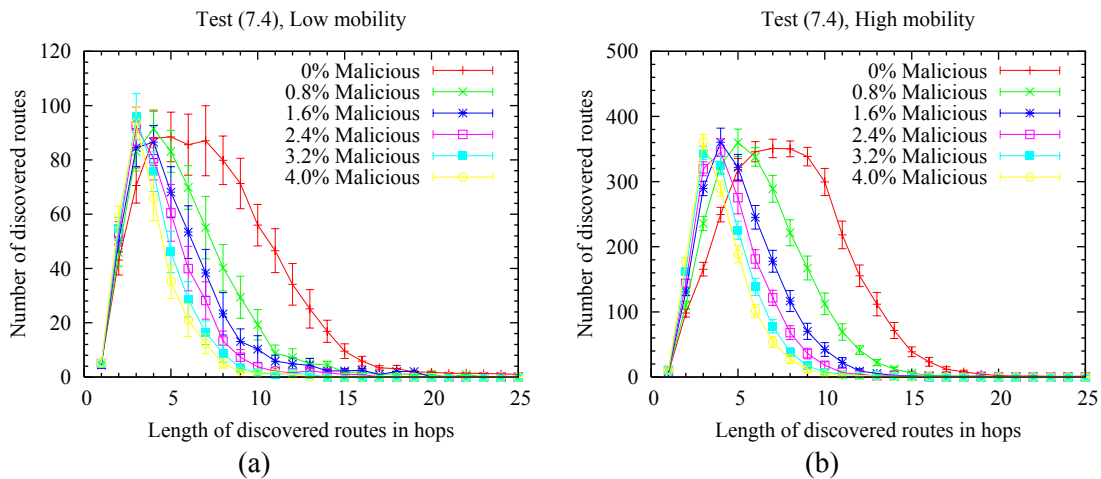 Test (7.4), Low mobility
120
100
80
60
40
20
0
Number of discovered routes
0% Malicious
0.8% Malicious
1.6% Malicious
2.4% Malicious
3.2% Malicious
4.0% Malicious
0 5 10 15 20 25
Length of discovered routes in hops
(a)
Test (7.4), High mobility
500
400
300
200
100
0
Number of discovered routes
0% Malicious
0.8% Malicious
1.6% Malicious
2.4% Malicious
3.2% Malicious
4.0% Malicious
0 5 10 15 20 25
Length of discovered routes in hops
(b)